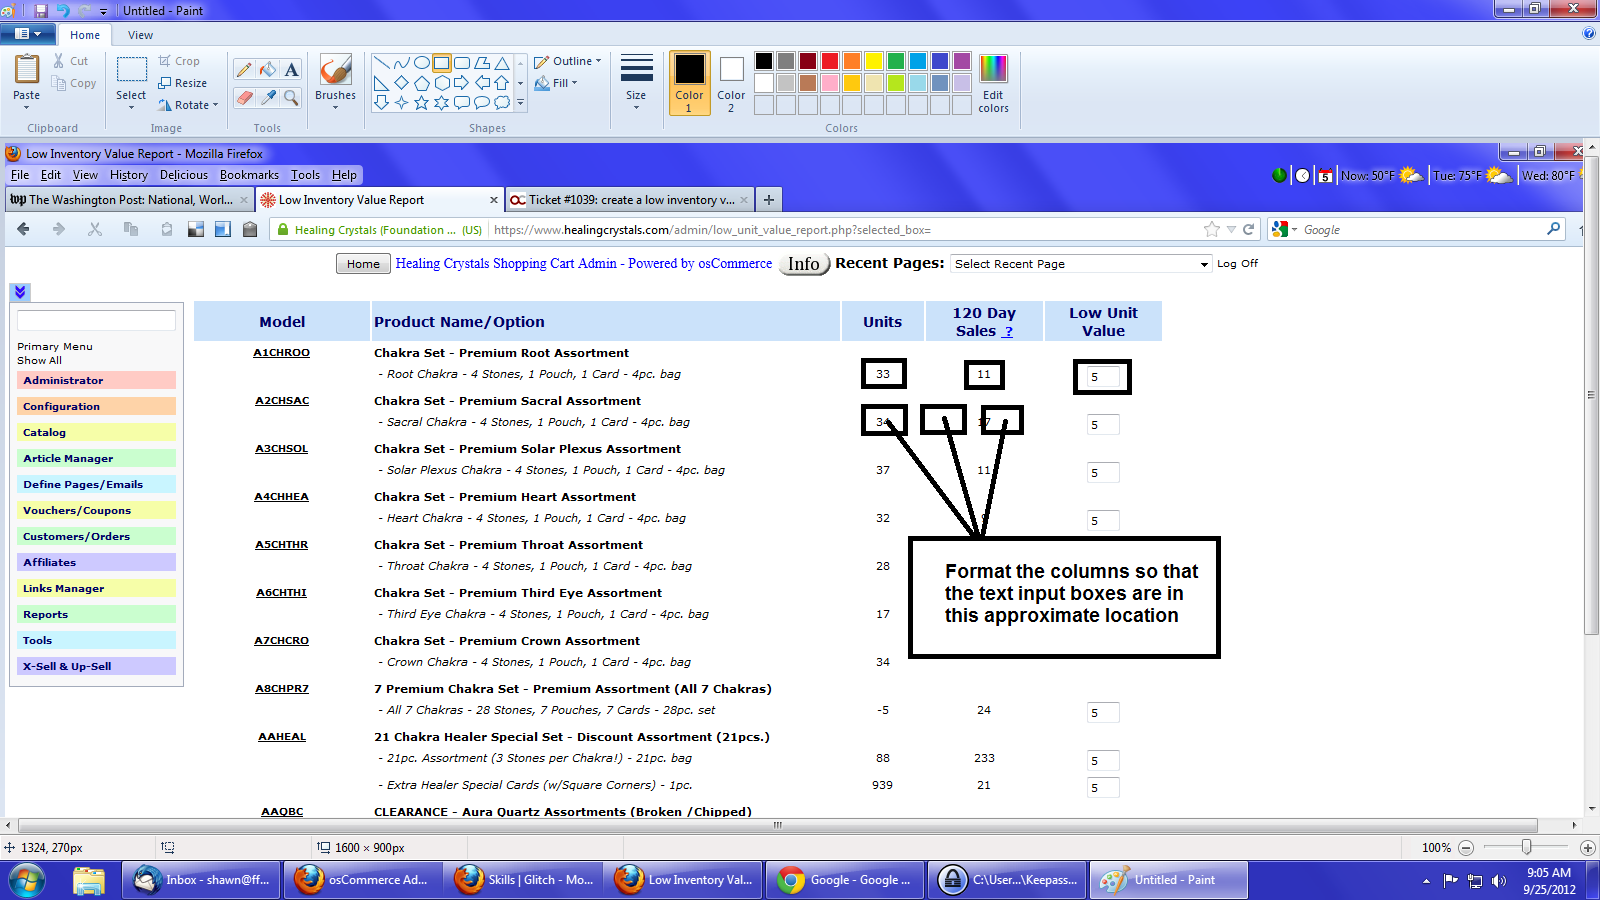 Untitled - Paint
Home
View
Paste
Cut
Copy
Clipboard
Select
Crop
Resize
Rotate
Image
A
Tools
Brushes
Shapes
Outline
Fill
Size
Color 1
Color 2
Edit colors
Colors
Low Inventory Value Report - Mozilla Firefox
File Edit View History Delicious Bookmarks Tools Help
5 Now: 50°F Tue: 75°F Wed: 80°F
wp The Washington Post: National, Worl...
Low Inventory Value Report
Ticket #1039: create a low inventory v...
Healing Crystals (Foundation ... (US) https://www.healingcrystals.com/admin/low_unit_value_report.php?selected_box=
Google
Home Healing Crystals Shopping Cart Admin - Powered by osCommerce Info Recent Pages: Select Recent Page Log Off
Primary Menu
Show All
Administrator
Configuration
Catalog
Article Manager
Define Pages/Emails
Vouchers/Coupons
Customers/Orders
Affiliates
Links Manager
Reports
Tools
X-Sell & Up-Sell
Model Product Name/Option Units 120 Day Sales ? Low Unit Value
A1CHROO Chakra Set - Premium Root Assortment
- Root Chakra - 4 Stones, 1 Pouch, 1 Card - 4pc. bag 33 11 5
A2CHSAC Chakra Set - Premium Sacral Assortment
- Sacral Chakra - 4 Stones, 1 Pouch, 1 Card - 4pc. bag 34 17 5
A3CHSOL Chakra Set - Premium Solar Plexus Assortment
- Solar Plexus Chakra - 4 Stones, 1 Pouch, 1 Card - 4pc. bag 37 11 5
A4CHHEA Chakra Set - Premium Heart Assortment
- Heart Chakra - 4 Stones, 1 Pouch, 1 Card - 4pc. bag 32 5
A5CHTHR Chakra Set - Premium Throat Assortment
- Throat Chakra - 4 Stones, 1 Pouch, 1 Card - 4pc. bag 28
A6CHTHI Chakra Set - Premium Third Eye Assortment
- Third Eye Chakra - 4 Stones, 1 Pouch, 1 Card - 4pc. bag 17
A7CHCRO Chakra Set - Premium Crown Assortment
- Crown Chakra - 4 Stones, 1 Pouch, 1 Card - 4pc. bag 34
A8CHPR7 7 Premium Chakra Set - Premium Assortment (All 7 Chakras)
- All 7 Chakras - 28 Stones, 7 Pouches, 7 Cards - 28pc. set -5 24 5
AAHEAL 21 Chakra Healer Special Set - Discount Assortment (21pcs.)
- 21pc. Assortment (3 Stones per Chakra!) - 21pc. bag 88 233 5
- Extra Healer Special Cards (w/Square Corners) - 1pc. 939 21 5
AAQBC CLEARANCE - Aura Quartz Assortments (Broken /Chipped)
Format the columns so that
the text input boxes are in
this approximate location
1324, 270px
1600 × 900px
100%
Inbox - shawn@ff...
osCommerce Ad...
Skills | Glitch - Mo...
Low Inventory Val...
Google - Google ...
C:\User...\Keepass...
Untitled - Paint
9:05 AM
9/25/2012